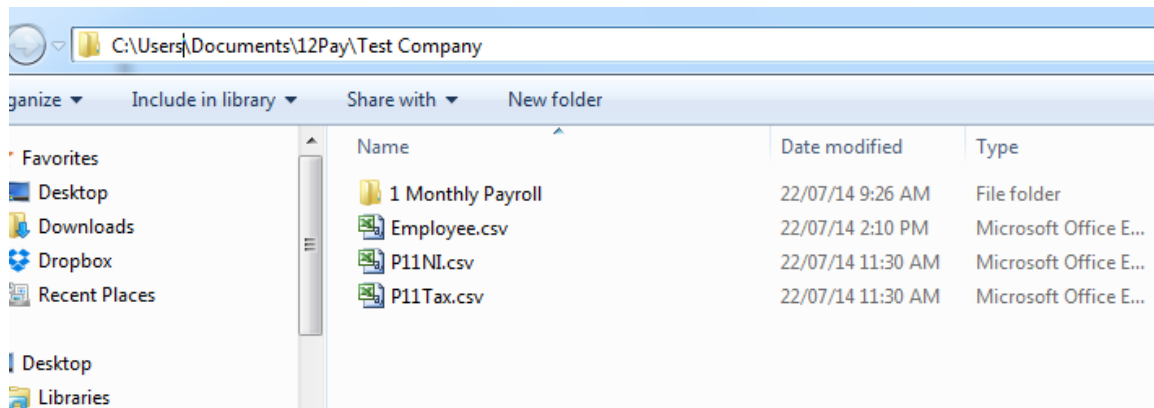 C:\Users\Documents\12Pay\Test Company
ganize Include in library Share with New folder
Favorites
Desktop
Downloads
Dropbox
Recent Places
Desktop
Libraries
Name Date modified Type
1 Monthly Payroll 22/07/14 9:26 AM File folder
Employee.csv 22/07/14 2:10 PM Microsoft Office E...
P11NI.csv 22/07/14 11:30 AM Microsoft Office E...
P11Tax.csv 22/07/14 11:30 AM Microsoft Office E...